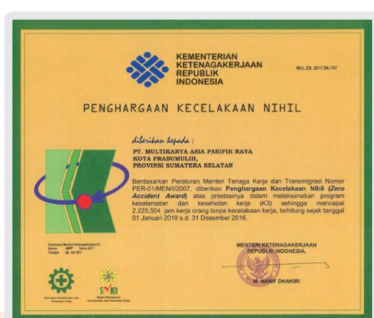 KEMENTERIAN
KETENAGAKERJAAN
REPUBLIK
INDONESIA
PENGHARGAAN KECELAKAAN NIHIL
diberikan kepada :
PT. MULTIKARYA ASIA PASIFIK RAYA
KOTA PRABUMULIH,
PROVINSI SUMATERA SELATAN
Berdasarkan Peraturan Menteri Tenaga Kerja dan Transmigrasi Nomor
PER-01/MEN/I/2007, diberikan Penghargaan Kecelakaan Nihil (Zero
Accident Award) atas prestasinya dalam melaksanakan program
keselamatan dan kesehatan kerja (K3) sehingga mencapai
2.225.504 jam kerja orang tanpa kecelakaan kerja, terhitung sejak tanggal
01 Januari 2016 s.d. 31 Desember 2016.
MENTERI KETENAGAKERJAAN
REPUBLIK INDONESIA,
M. HANIF DHAKIRI